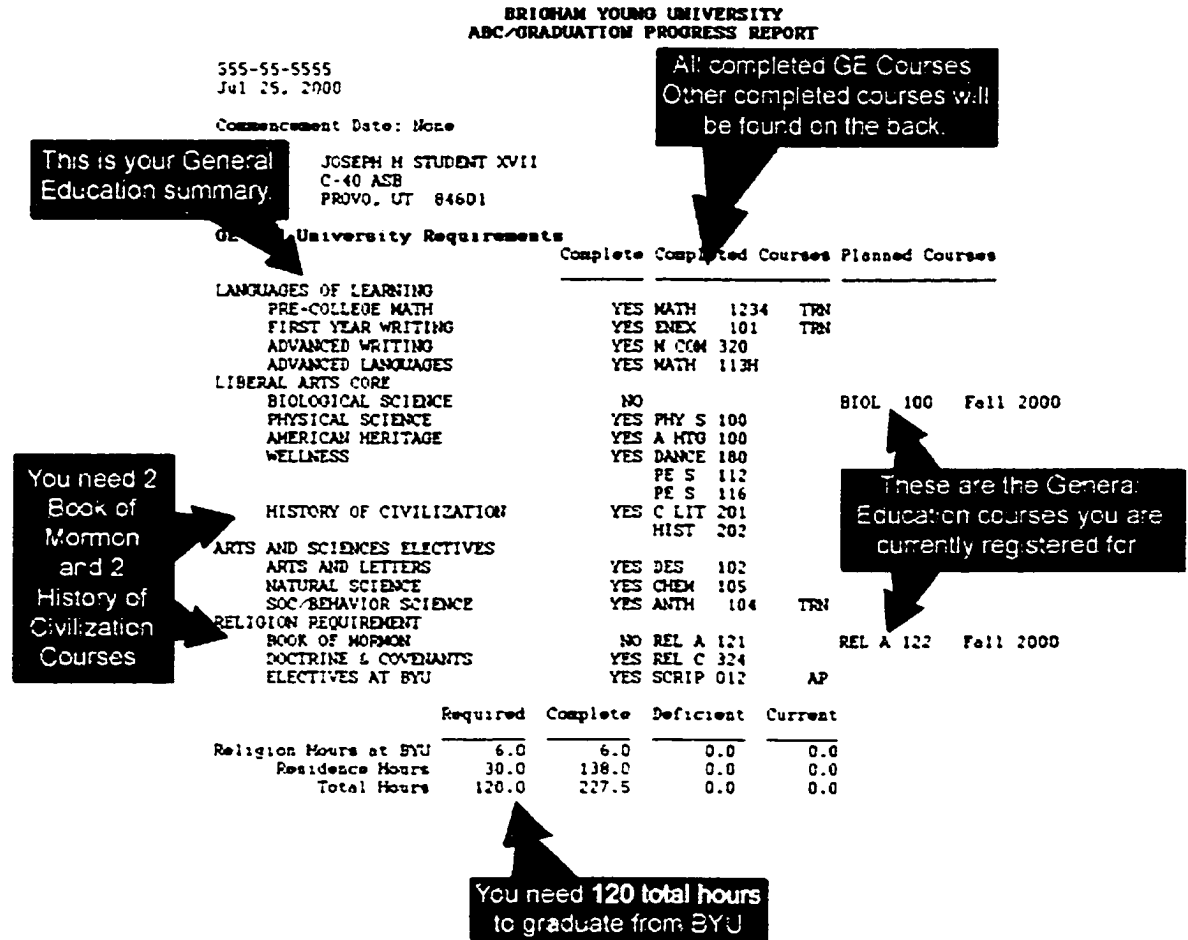 BRIGHAM YOUNG UNIVERSITY
ABC/GRADUATION PROGRESS REPORT
555-55-5555
Jul 25, 2000
All completed GE Courses
Other completed courses will
be found on the back.
Commencement Date: None
This is your General
Education summary.
JOSEPH H STUDENT XVII
C-40 ASB
PROVO, UT 84601
GE University Requirements
Complete Completed Courses Planned Courses
LANGUAGES OF LEARNING
PRE-COLLEGE MATH YES MATH 1234 TRN
FIRST YEAR WRITING YES ENEX 101 TRN
ADVANCED WRITING YES M COM 320
ADVANCED LANGUAGES YES MATH 113H
LIBERAL ARTS CORE
BIOLOGICAL SCIENCE NO BIOL 100 Fall 2000
PHYSICAL SCIENCE YES PHY S 100
AMERICAN HERITAGE YES A HTG 100
WELLNESS YES DANCE 180
PE S 112
PE S 116
HISTORY OF CIVILIZATION YES C LIT 201
HIST 202
You need 2
Book of
Mormon
and 2
History of
Civilization
Courses
These are the General
Education courses you are
currently registered for
ARTS AND SCIENCES ELECTIVES
ARTS AND LETTERS YES DES 102
NATURAL SCIENCE YES CHEM 105
SOC/BEHAVIOR SCIENCE YES ANTH 104 TRN
RELIGION REQUIREMENT
BOOK OF MORMON NO REL A 121 REL A 122 Fall 2000
DOCTRINE & COVENANTS YES REL C 324
ELECTIVES AT BYU YES SCRIP 012 AP
Required Complete Deficient Current
Religion Hours at BYU 6.0 6.0 0.0 0.0
Residence Hours 30.0 138.0 0.0 0.0
Total Hours 120.0 227.5 0.0 0.0
You need 120 total hours
to graduate from BYU